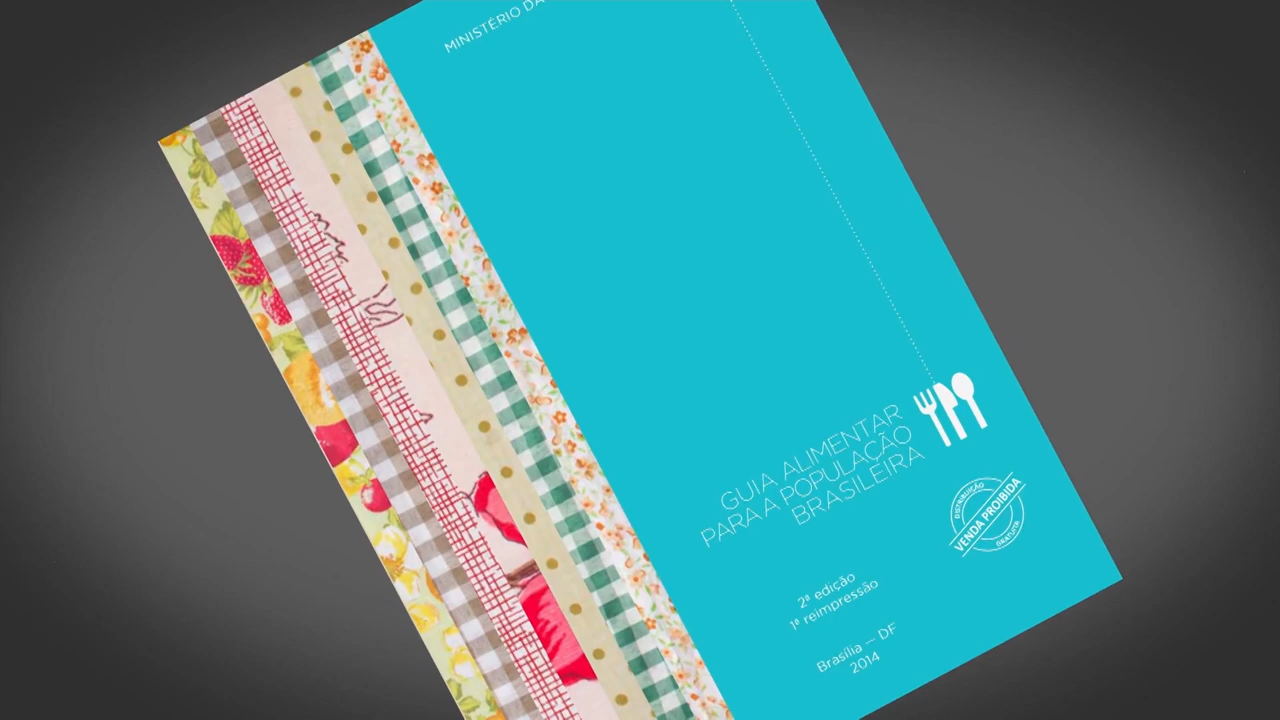 MINISTÉRIO DA
GUIA ALIMENTAR
PARA A POPULAÇÃO
BRASILEIRA
DISTRIBUIÇÃO
VENDA PROIBIDA
GRATUITA
2ª edição
1ª reimpressão
Brasília — DF
2014